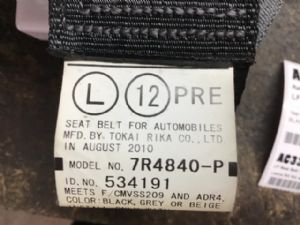 L 12 PRE
SEAT BELT FOR AUTOMOBILES
MFD. BY. TOKAI RIKA CO., LTD.
IN AUGUST 2010
MODEL NO. 7R4840-P
ID. NO. 534191
MEETS F/CMVSS209 AND ADR4,
COLOR: BLACK, GREY OR BEIGE